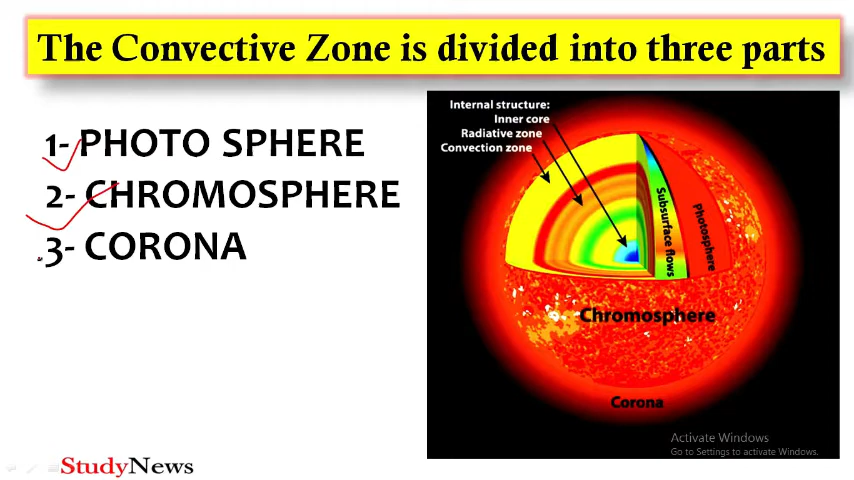 The Convective Zone is divided into three parts
1- PHOTO SPHERE
2- CHROMOSPHERE
3- CORONA
Internal structure:
Inner core
Radiative zone
Convection zone
Subsurface flows
Photosphere
Chromosphere
Corona
Activate Windows
Go to Settings to activate Windows.
StudyNews